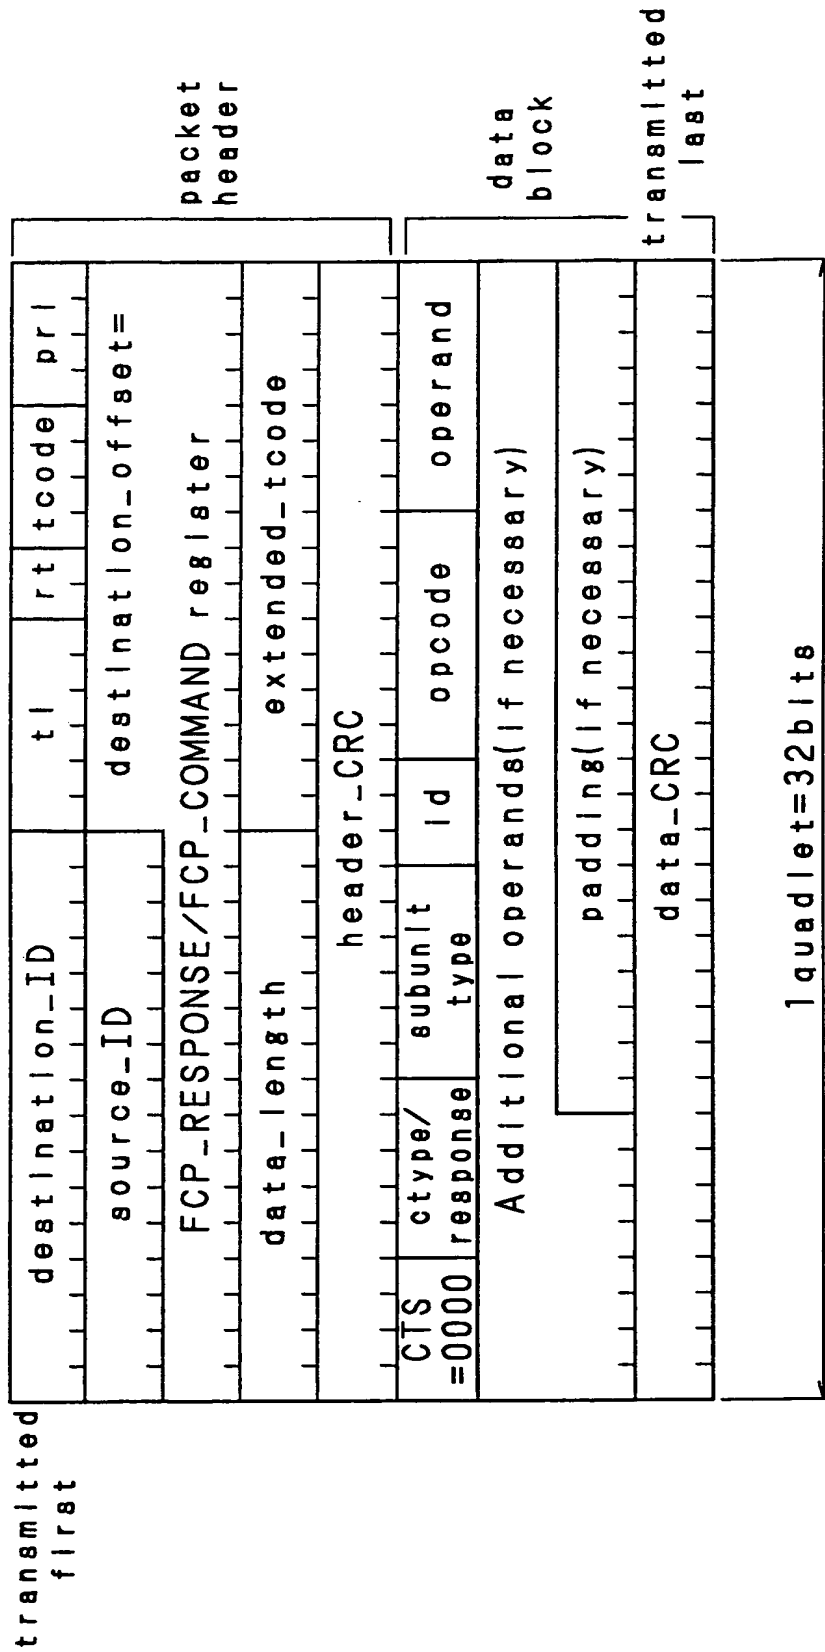 transmitted
first
destination_ID
tl
rt
tcode
pri
source_ID
destination_offset=
FCP_RESPONSE/FCP_COMMAND register
data_length
extended_tcode
header_CRC
packet
header
CTS
=0000
ctype/
response
subunit
type
id
opcode
operand
Additional operands(if necessary)
padding(if necessary)
data_CRC
data
block
transmitted
last
1quadlet=32bits